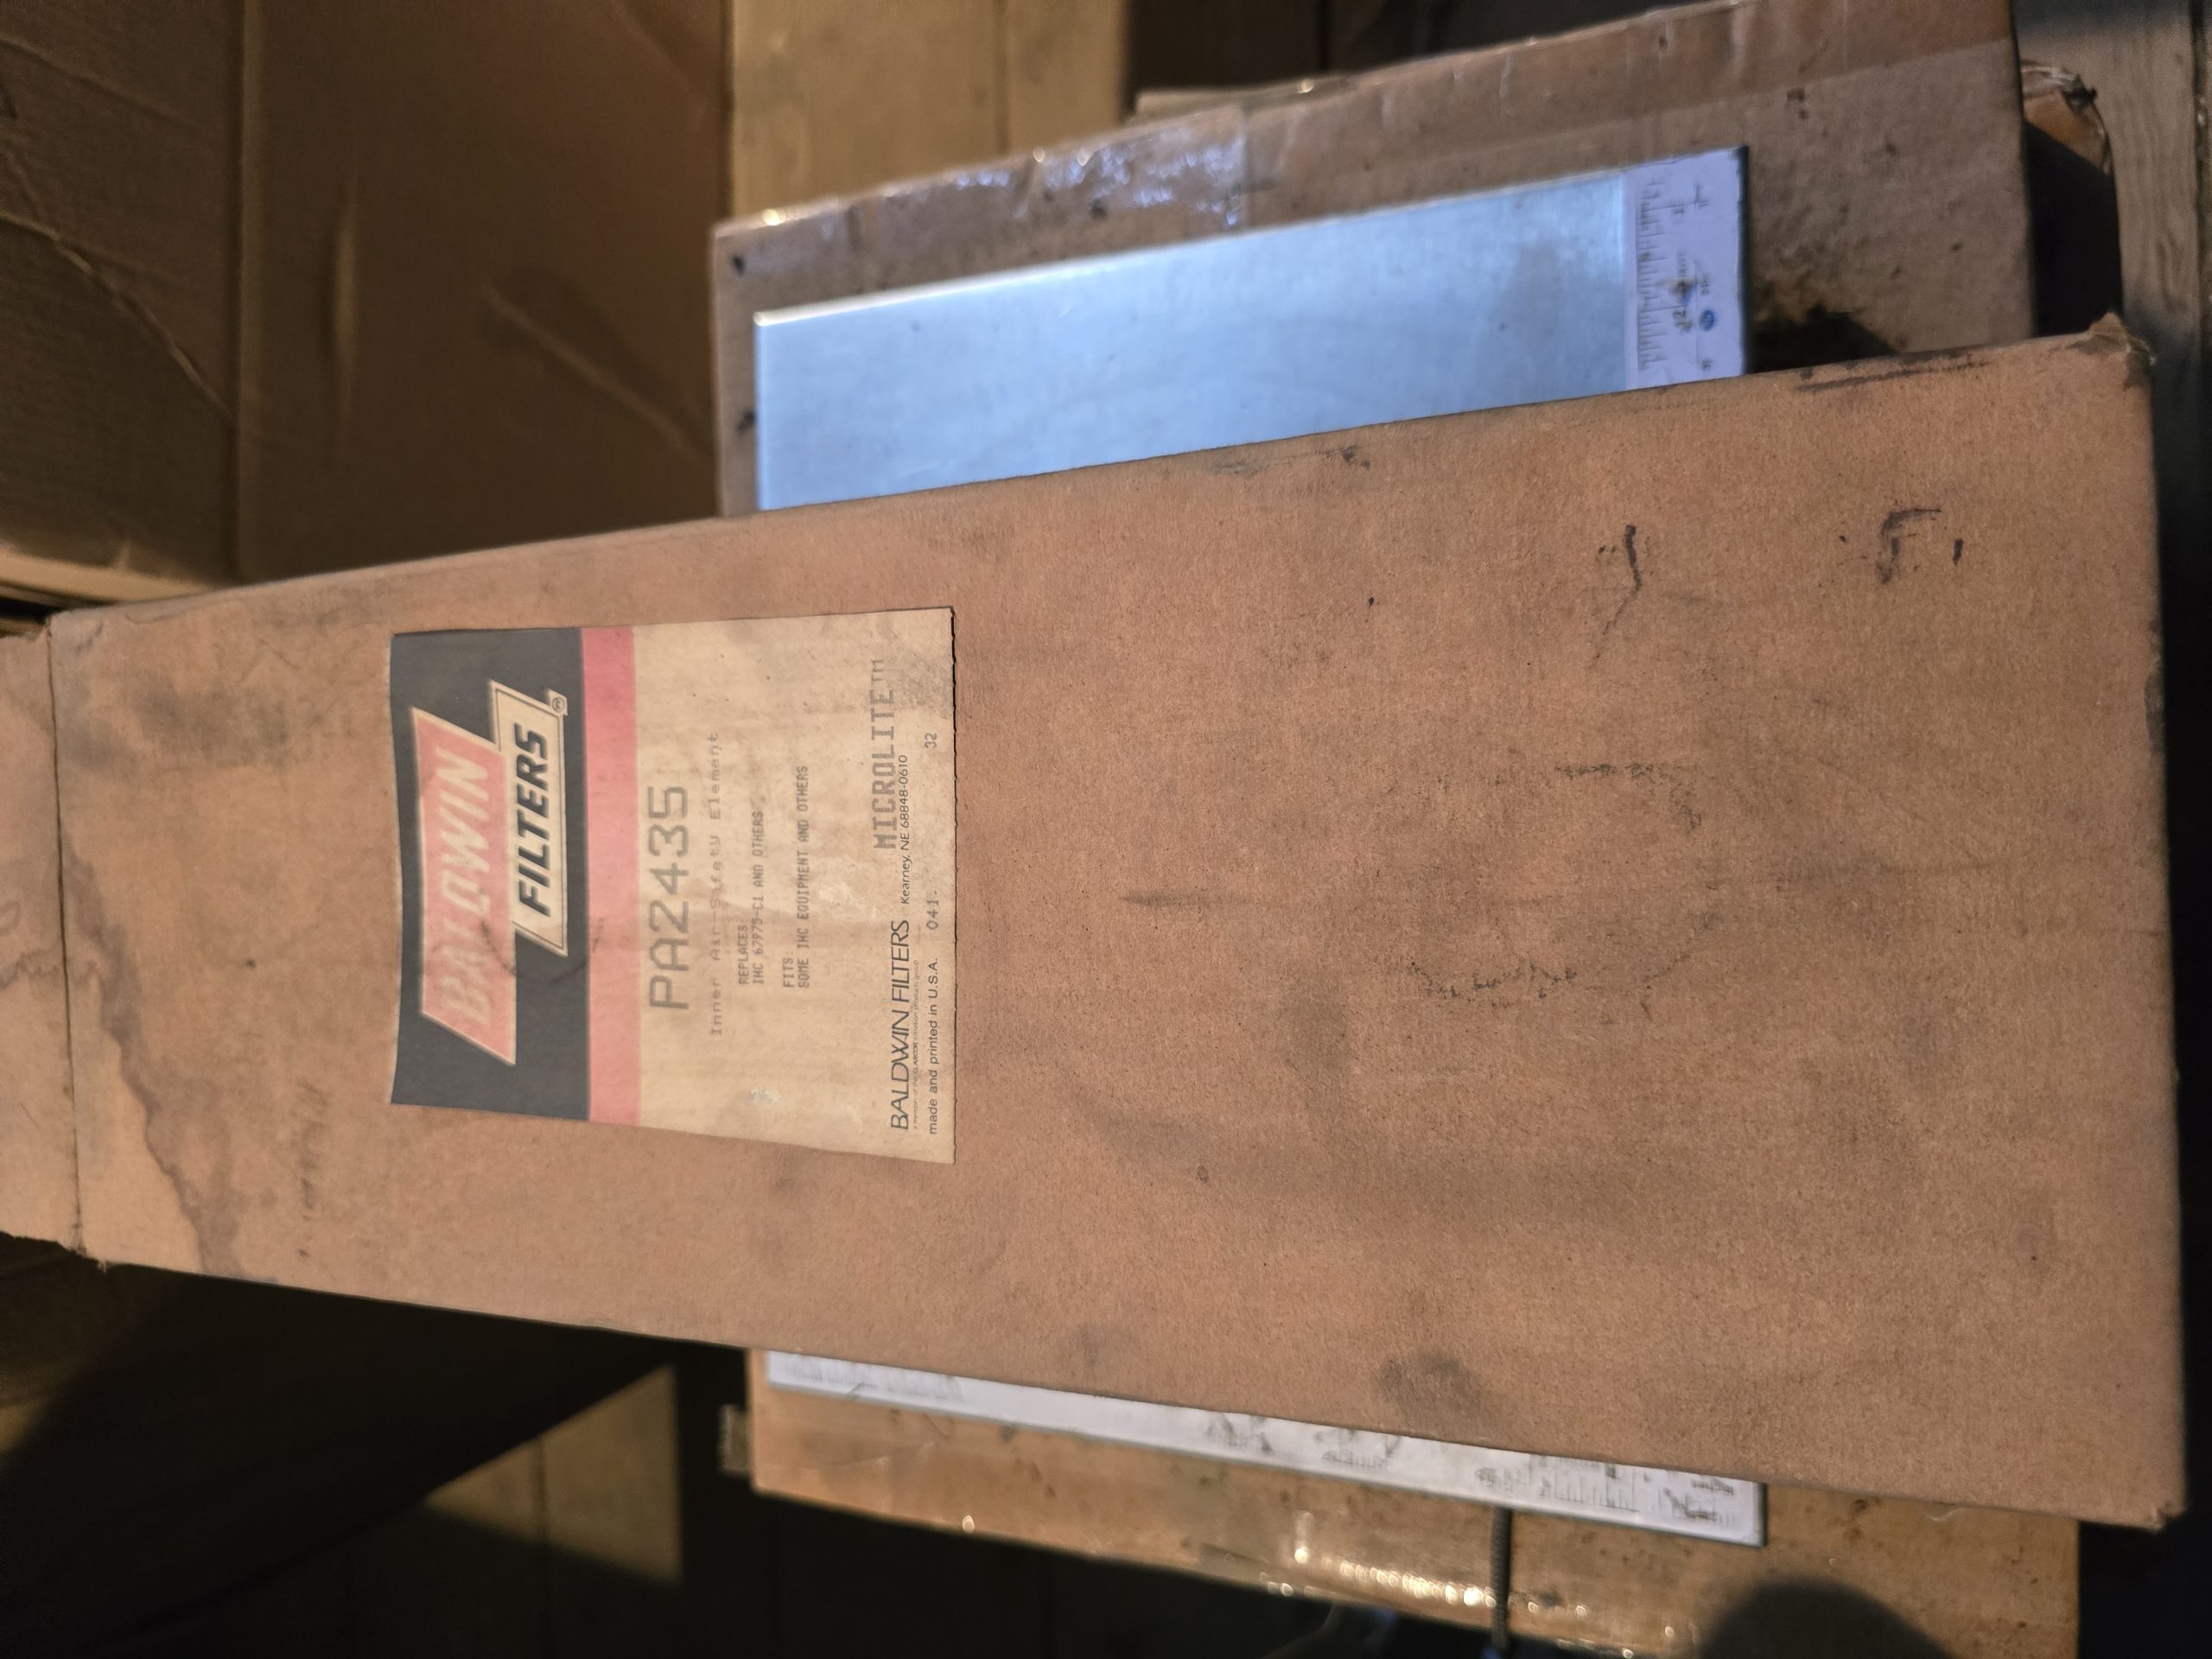 BALDWIN
FILTERS®
PA2435
Inner Air-Safety Element
REPLACES:
IHC 67975-C1 AND OTHERS
FITS:
SOME IHC EQUIPMENT AND OTHERS
MICROLITE™
BALDWIN FILTERS Kearney, NE 68848-0610
made and printed in U.S.A. 041- 32